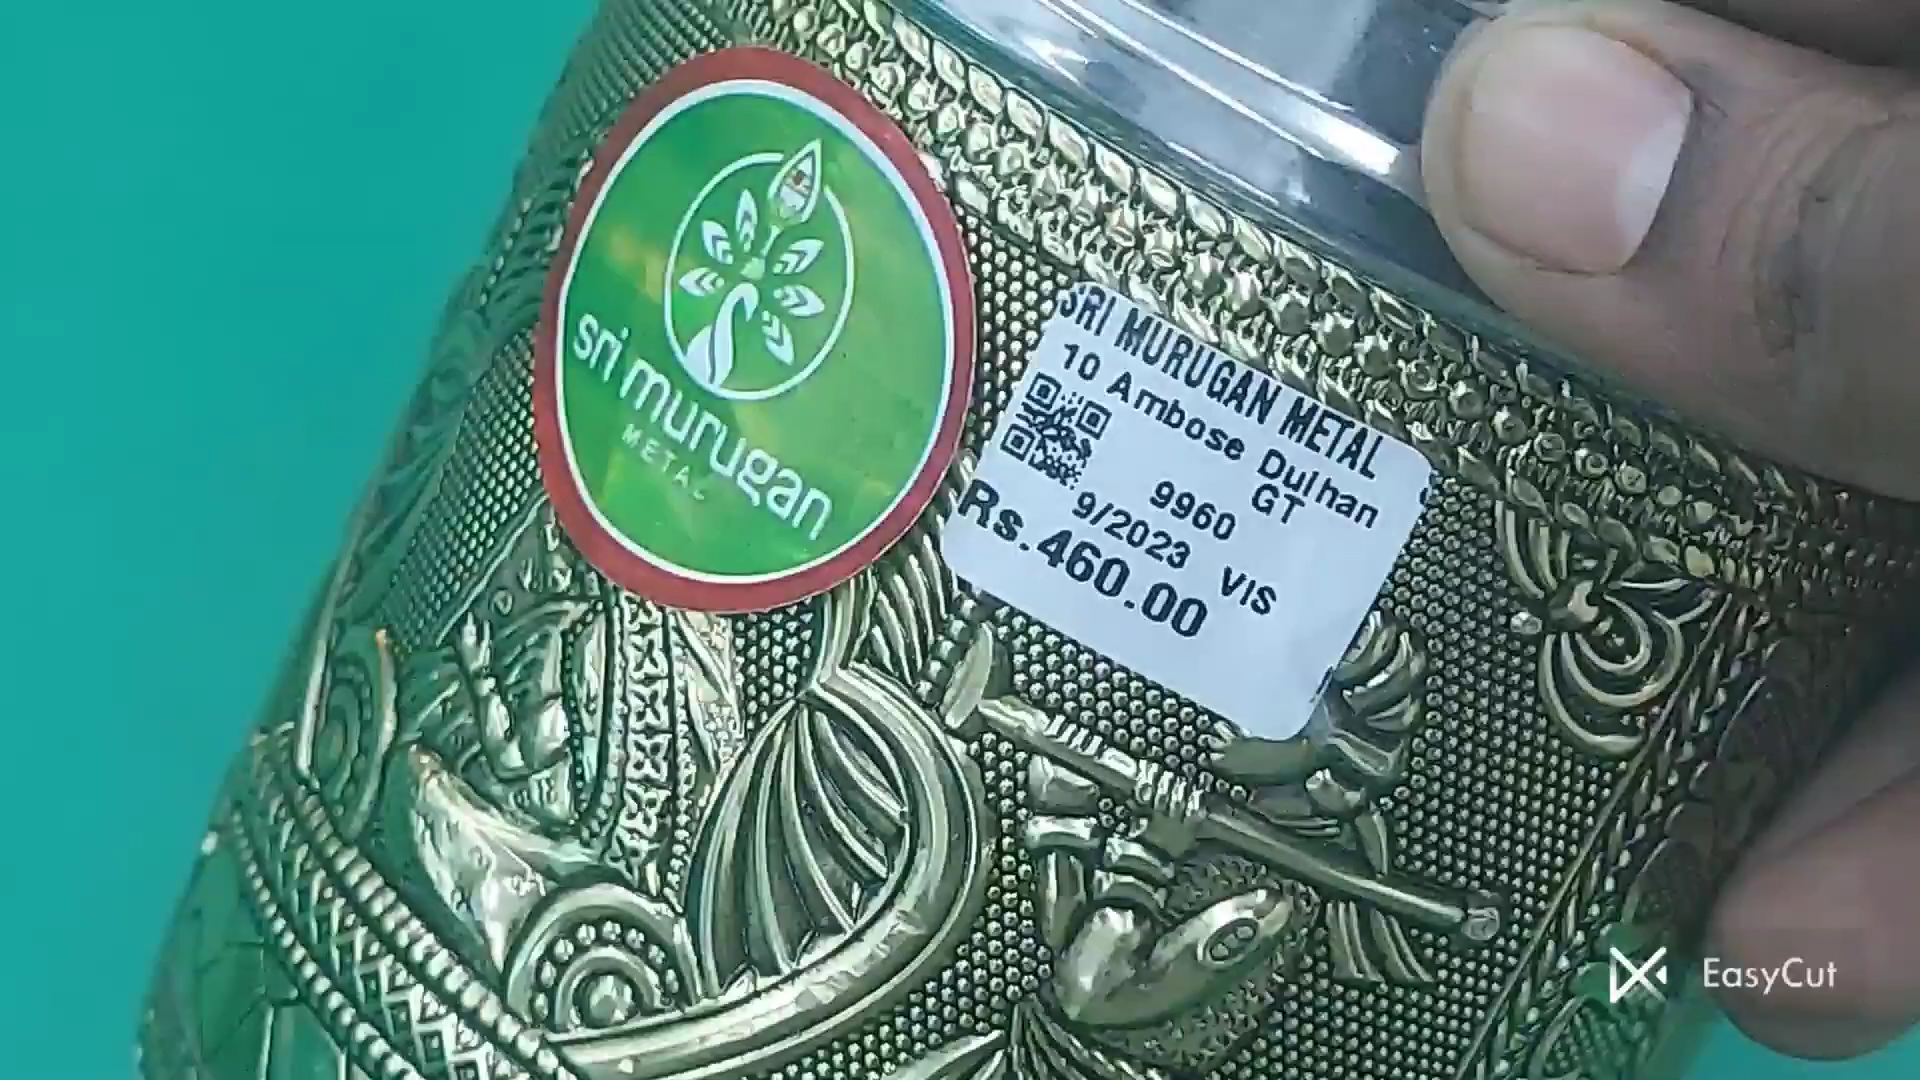 sri murugan
METAL
SRI MURUGAN METAL
10 Ambose Dulhan
GT
9960
9/2023 VIS
Rs.460.00
EasyCut